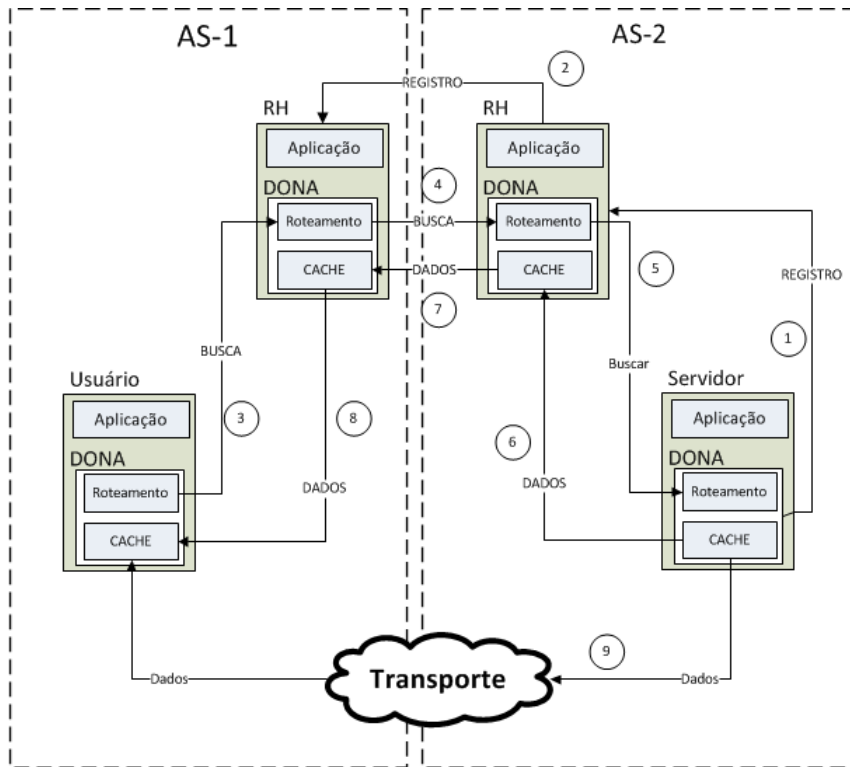 AS-1
AS-2
2
REGISTRO
RH
RH
Aplicação
Aplicação
DONA
4
DONA
Roteamento
BUSCA
Roteamento
CACHE
DADOS
CACHE
5
REGISTRO
7
1
BUSCA
Buscar
Usuário
Servidor
Aplicação
3
8
Aplicação
6
DONA
DONA
Roteamento
DADOS
DADOS
Roteamento
CACHE
CACHE
9
Dados
Transporte
Dados